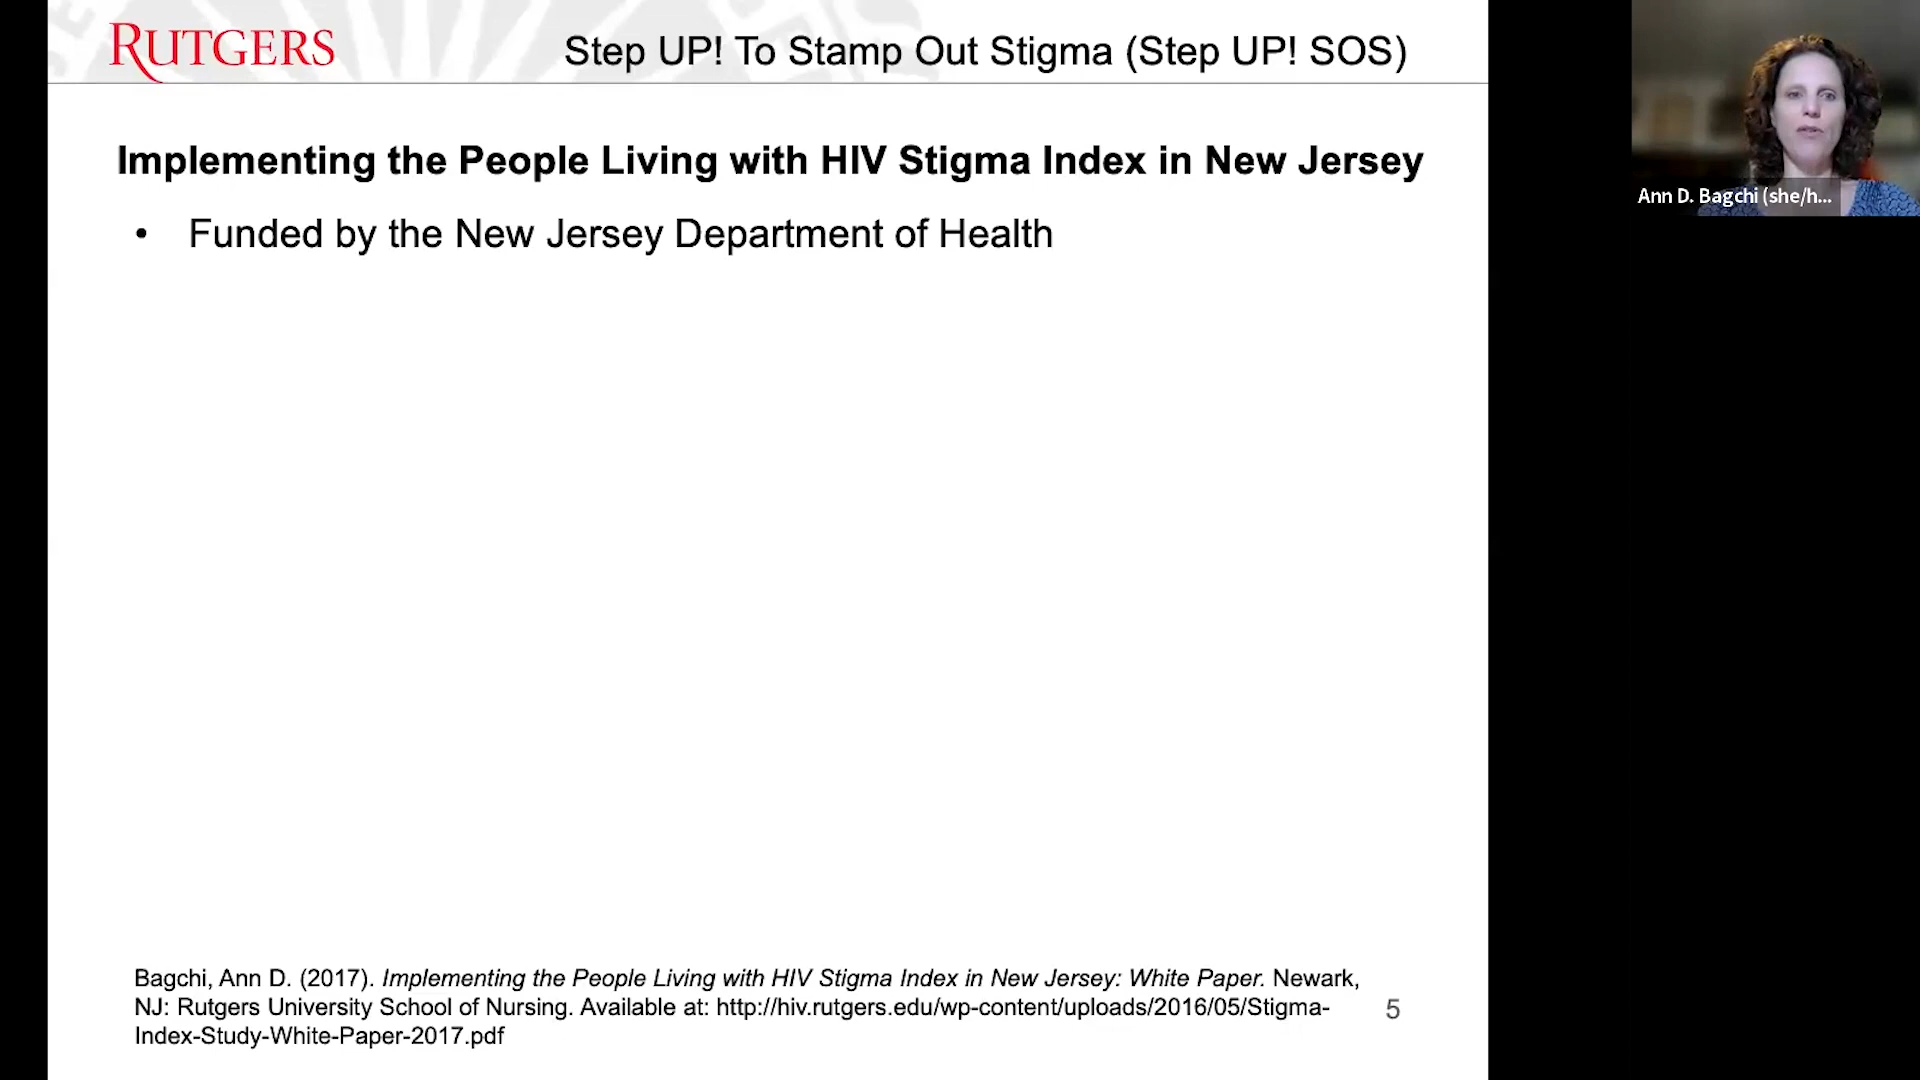 RUTGERS
Step UP! To Stamp Out Stigma (Step UP! SOS)
Implementing the People Living with HIV Stigma Index in New Jersey
• Funded by the New Jersey Department of Health
Bagchi, Ann D. (2017). Implementing the People Living with HIV Stigma Index in New Jersey: White Paper. Newark,
NJ: Rutgers University School of Nursing. Available at: http://hiv.rutgers.edu/wp-content/uploads/2016/05/Stigma-
Index-Study-White-Paper-2017.pdf
5
Ann D. Bagchi (she/h...